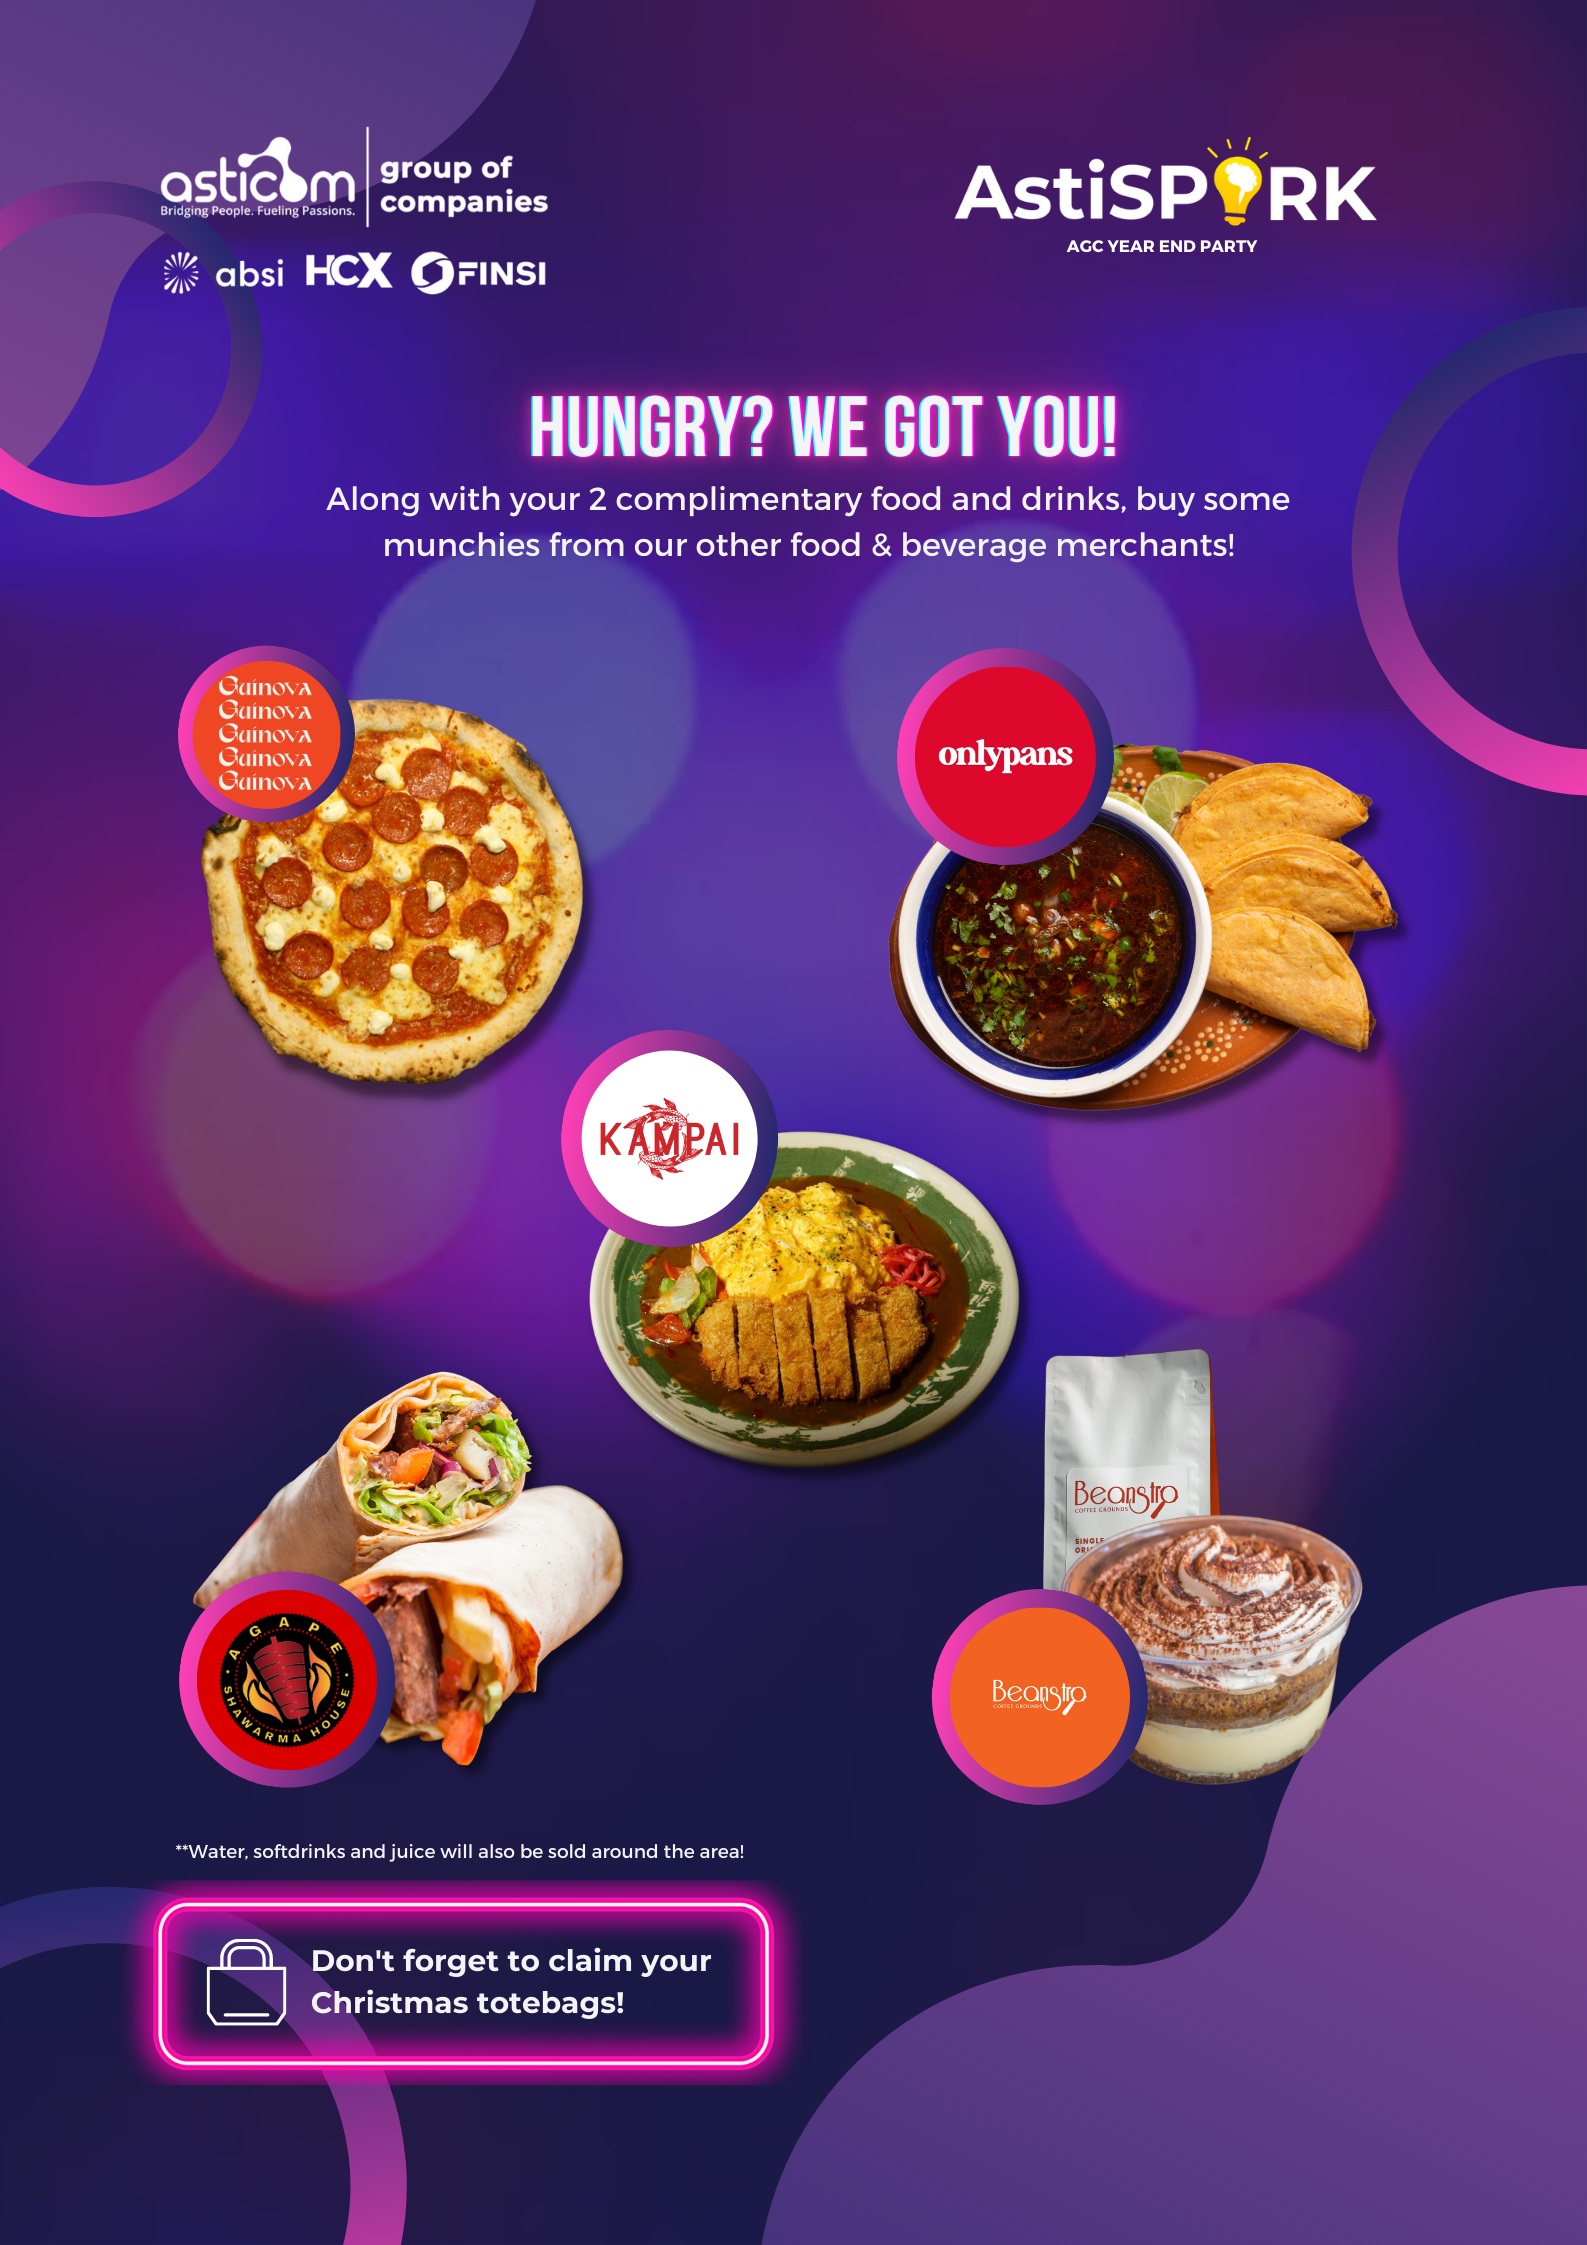 asticom
Bridging People. Fueling Passions.
group of
companies
absi HCX FINSI
AstiSPARK
AGC YEAR END PARTY
HUNGRY? WE GOT YOU!
Along with your 2 complimentary food and drinks, buy some
munchies from our other food & beverage merchants!
Guinova
Guinova
Guinova
Guinova
Guinova
onlypans
KAMPAI
AGAPE
SHAWARMA HOUSE
Beanstro
COFFEE GROUNDS
SINGLE
Beanstro
COFFEE GROUNDS
**Water, softdrinks and juice will also be sold around the area!
Don't forget to claim your
Christmas totebags!